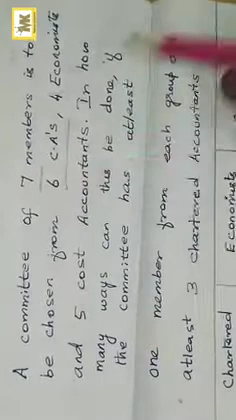 A committee of 7 members is to
be chosen from 6 C.A's, 4 Economists
and 5 cost Accountants. In how
many ways can this be done, if
the committee has atleast
one member from each group
atleast 3 chartered Accountants
Chartered Economists